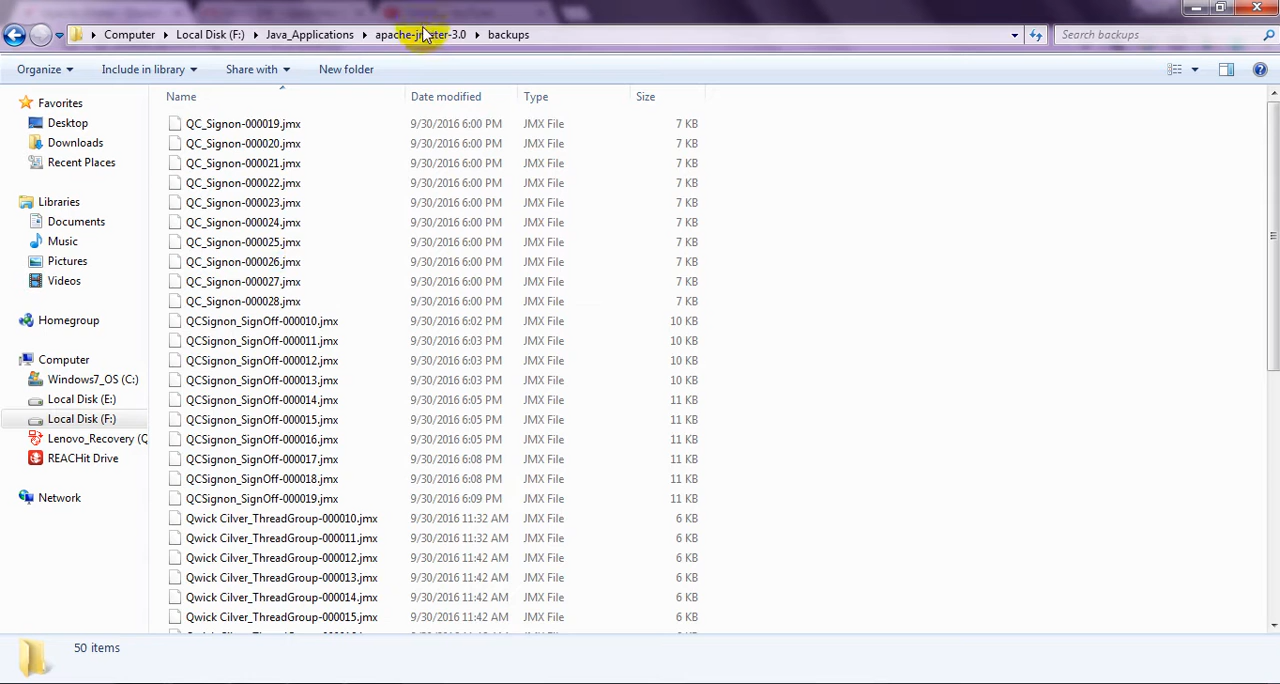 Computer Local Disk (F:) Java_Applications apache-jmeter-3.0 backups Search backups
Organize Include in library Share with New folder
Name Date modified Type Size
Favorites
Desktop
Downloads
Recent Places
Libraries
Documents
Music
Pictures
Videos
Homegroup
Computer
Windows7_OS (C:)
Local Disk (E:)
Local Disk (F:)
Lenovo_Recovery (Q
REACHit Drive
Network
QC_Signon-000019.jmx 9/30/2016 6:00 PM JMX File 7 KB
QC_Signon-000020.jmx 9/30/2016 6:00 PM JMX File 7 KB
QC_Signon-000021.jmx 9/30/2016 6:00 PM JMX File 7 KB
QC_Signon-000022.jmx 9/30/2016 6:00 PM JMX File 7 KB
QC_Signon-000023.jmx 9/30/2016 6:00 PM JMX File 7 KB
QC_Signon-000024.jmx 9/30/2016 6:00 PM JMX File 7 KB
QC_Signon-000025.jmx 9/30/2016 6:00 PM JMX File 7 KB
QC_Signon-000026.jmx 9/30/2016 6:00 PM JMX File 7 KB
QC_Signon-000027.jmx 9/30/2016 6:00 PM JMX File 7 KB
QC_Signon-000028.jmx 9/30/2016 6:00 PM JMX File 7 KB
QCSignon_SignOff-000010.jmx 9/30/2016 6:02 PM JMX File 10 KB
QCSignon_SignOff-000011.jmx 9/30/2016 6:03 PM JMX File 10 KB
QCSignon_SignOff-000012.jmx 9/30/2016 6:03 PM JMX File 10 KB
QCSignon_SignOff-000013.jmx 9/30/2016 6:03 PM JMX File 10 KB
QCSignon_SignOff-000014.jmx 9/30/2016 6:05 PM JMX File 11 KB
QCSignon_SignOff-000015.jmx 9/30/2016 6:05 PM JMX File 11 KB
QCSignon_SignOff-000016.jmx 9/30/2016 6:05 PM JMX File 11 KB
QCSignon_SignOff-000017.jmx 9/30/2016 6:08 PM JMX File 11 KB
QCSignon_SignOff-000018.jmx 9/30/2016 6:08 PM JMX File 11 KB
QCSignon_SignOff-000019.jmx 9/30/2016 6:09 PM JMX File 11 KB
Qwick Cilver_ThreadGroup-000010.jmx 9/30/2016 11:32 AM JMX File 6 KB
Qwick Cilver_ThreadGroup-000011.jmx 9/30/2016 11:32 AM JMX File 6 KB
Qwick Cilver_ThreadGroup-000012.jmx 9/30/2016 11:42 AM JMX File 6 KB
Qwick Cilver_ThreadGroup-000013.jmx 9/30/2016 11:42 AM JMX File 6 KB
Qwick Cilver_ThreadGroup-000014.jmx 9/30/2016 11:42 AM JMX File 6 KB
Qwick Cilver_ThreadGroup-000015.jmx 9/30/2016 11:42 AM JMX File 6 KB
50 items